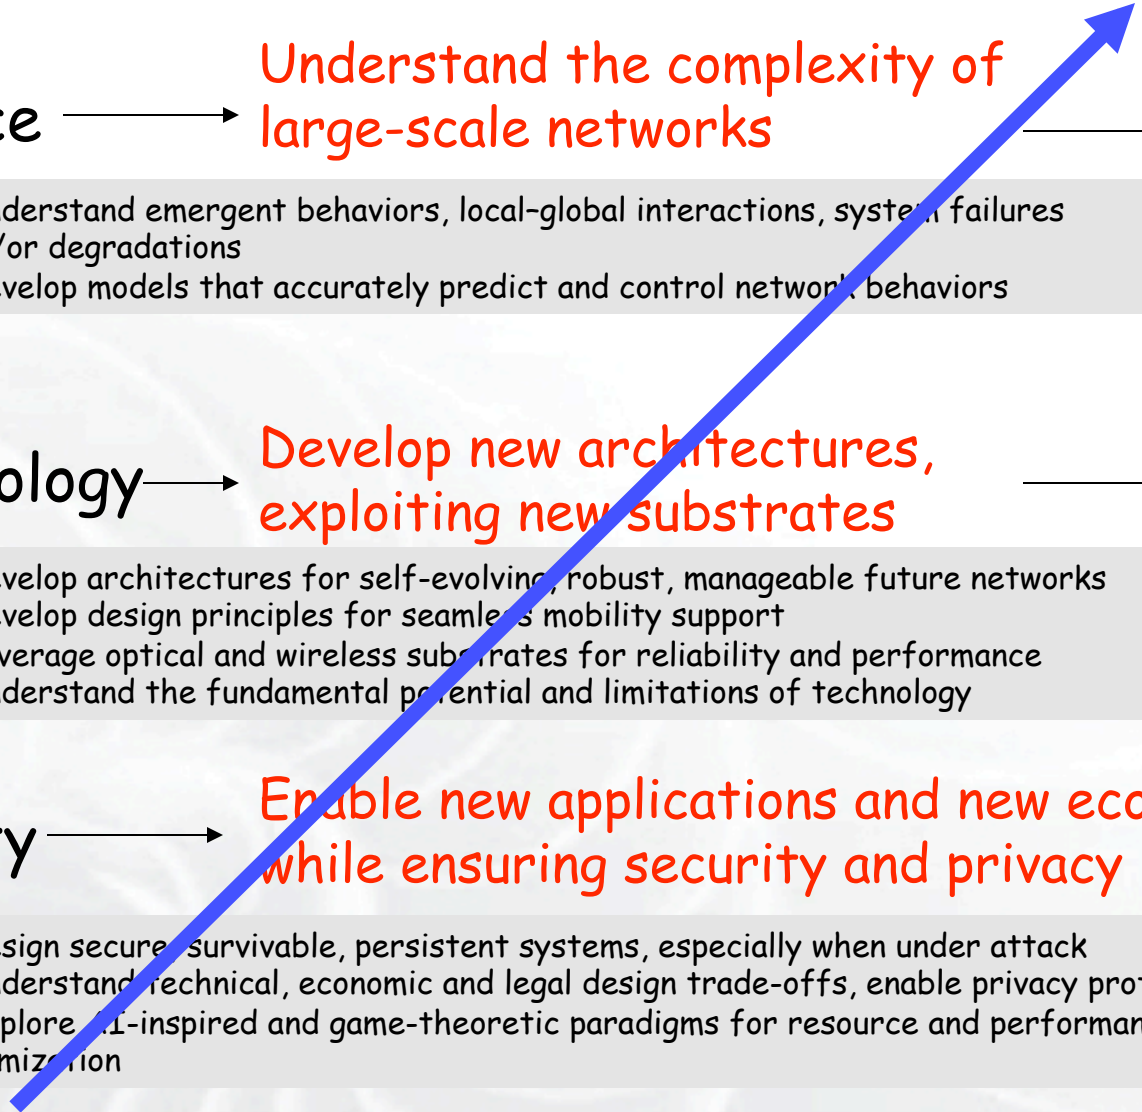 Understand the complexity of
ce
large-scale networks
derstand emergent behaviors, local-global interactions, system failures
/or degradations
velop models that accurately predict and control network behaviors
Develop new architectures,
ology
exploiting new substrates
velop architectures for self-evolving, robust, manageable future networks
velop design principles for seamless mobility support
verage optical and wireless substrates for reliability and performance
derstand the fundamental potential and limitations of technology
Enable new applications and new eco
y
while ensuring security and privacy
sign secure, survivable, persistent systems, especially when under attack
derstand technical, economic and legal design trade-offs, enable privacy prot
plore AI-inspired and game-theoretic paradigms for resource and performan
mization